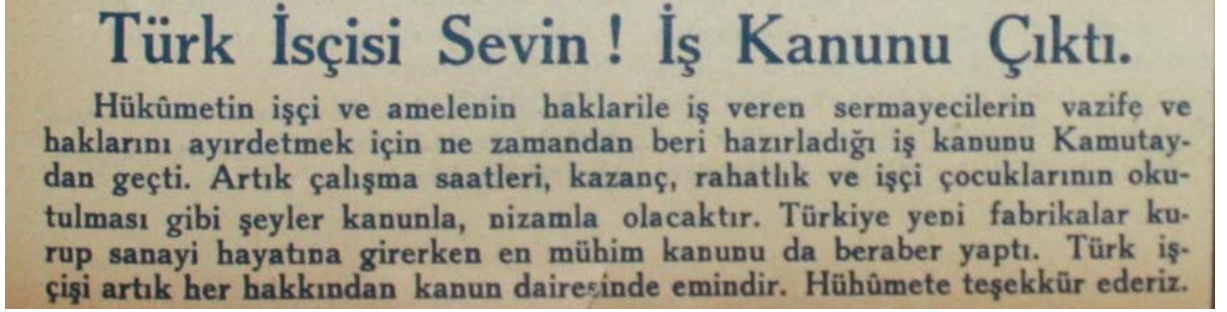 Türk İsçisi Sevin ! İş Kanunu Çıktı.
Hükûmetin işçi ve amelenin haklarile iş veren sermayecilerin vazife ve
haklarını ayırdetmek için ne zamandan beri hazırladığı iş kanunu Kamutay-
dan geçti. Artık çalışma saatleri, kazanç, rahatlık ve işçi çocuklarının oku-
tulması gibi şeyler kanunla, nizamla olacaktır. Türkiye yeni fabrikalar ku-
rup sanayi hayatına girerken en mühim kanunu da beraber yaptı. Türk iş-
çişi artık her hakkından kanun dairesinde emindir. Hühûmete teşekkür ederiz.